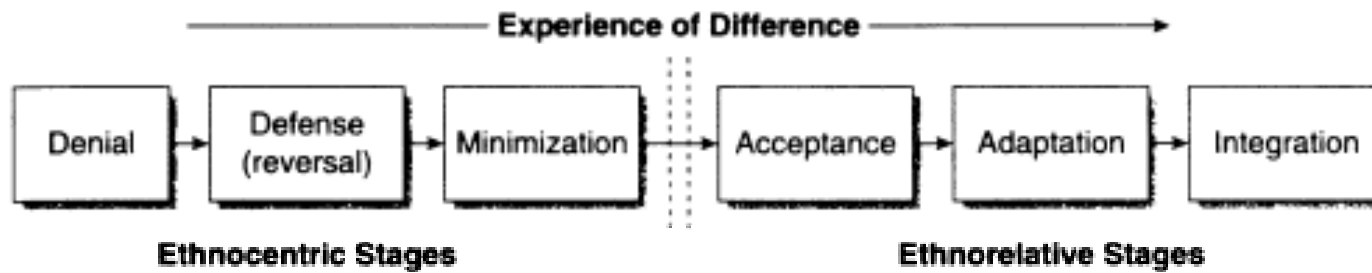 Experience of Difference
Denial
Defense
(reversal)
Minimization
Acceptance
Adaptation
Integration
Ethnocentric Stages
Ethnorelative Stages